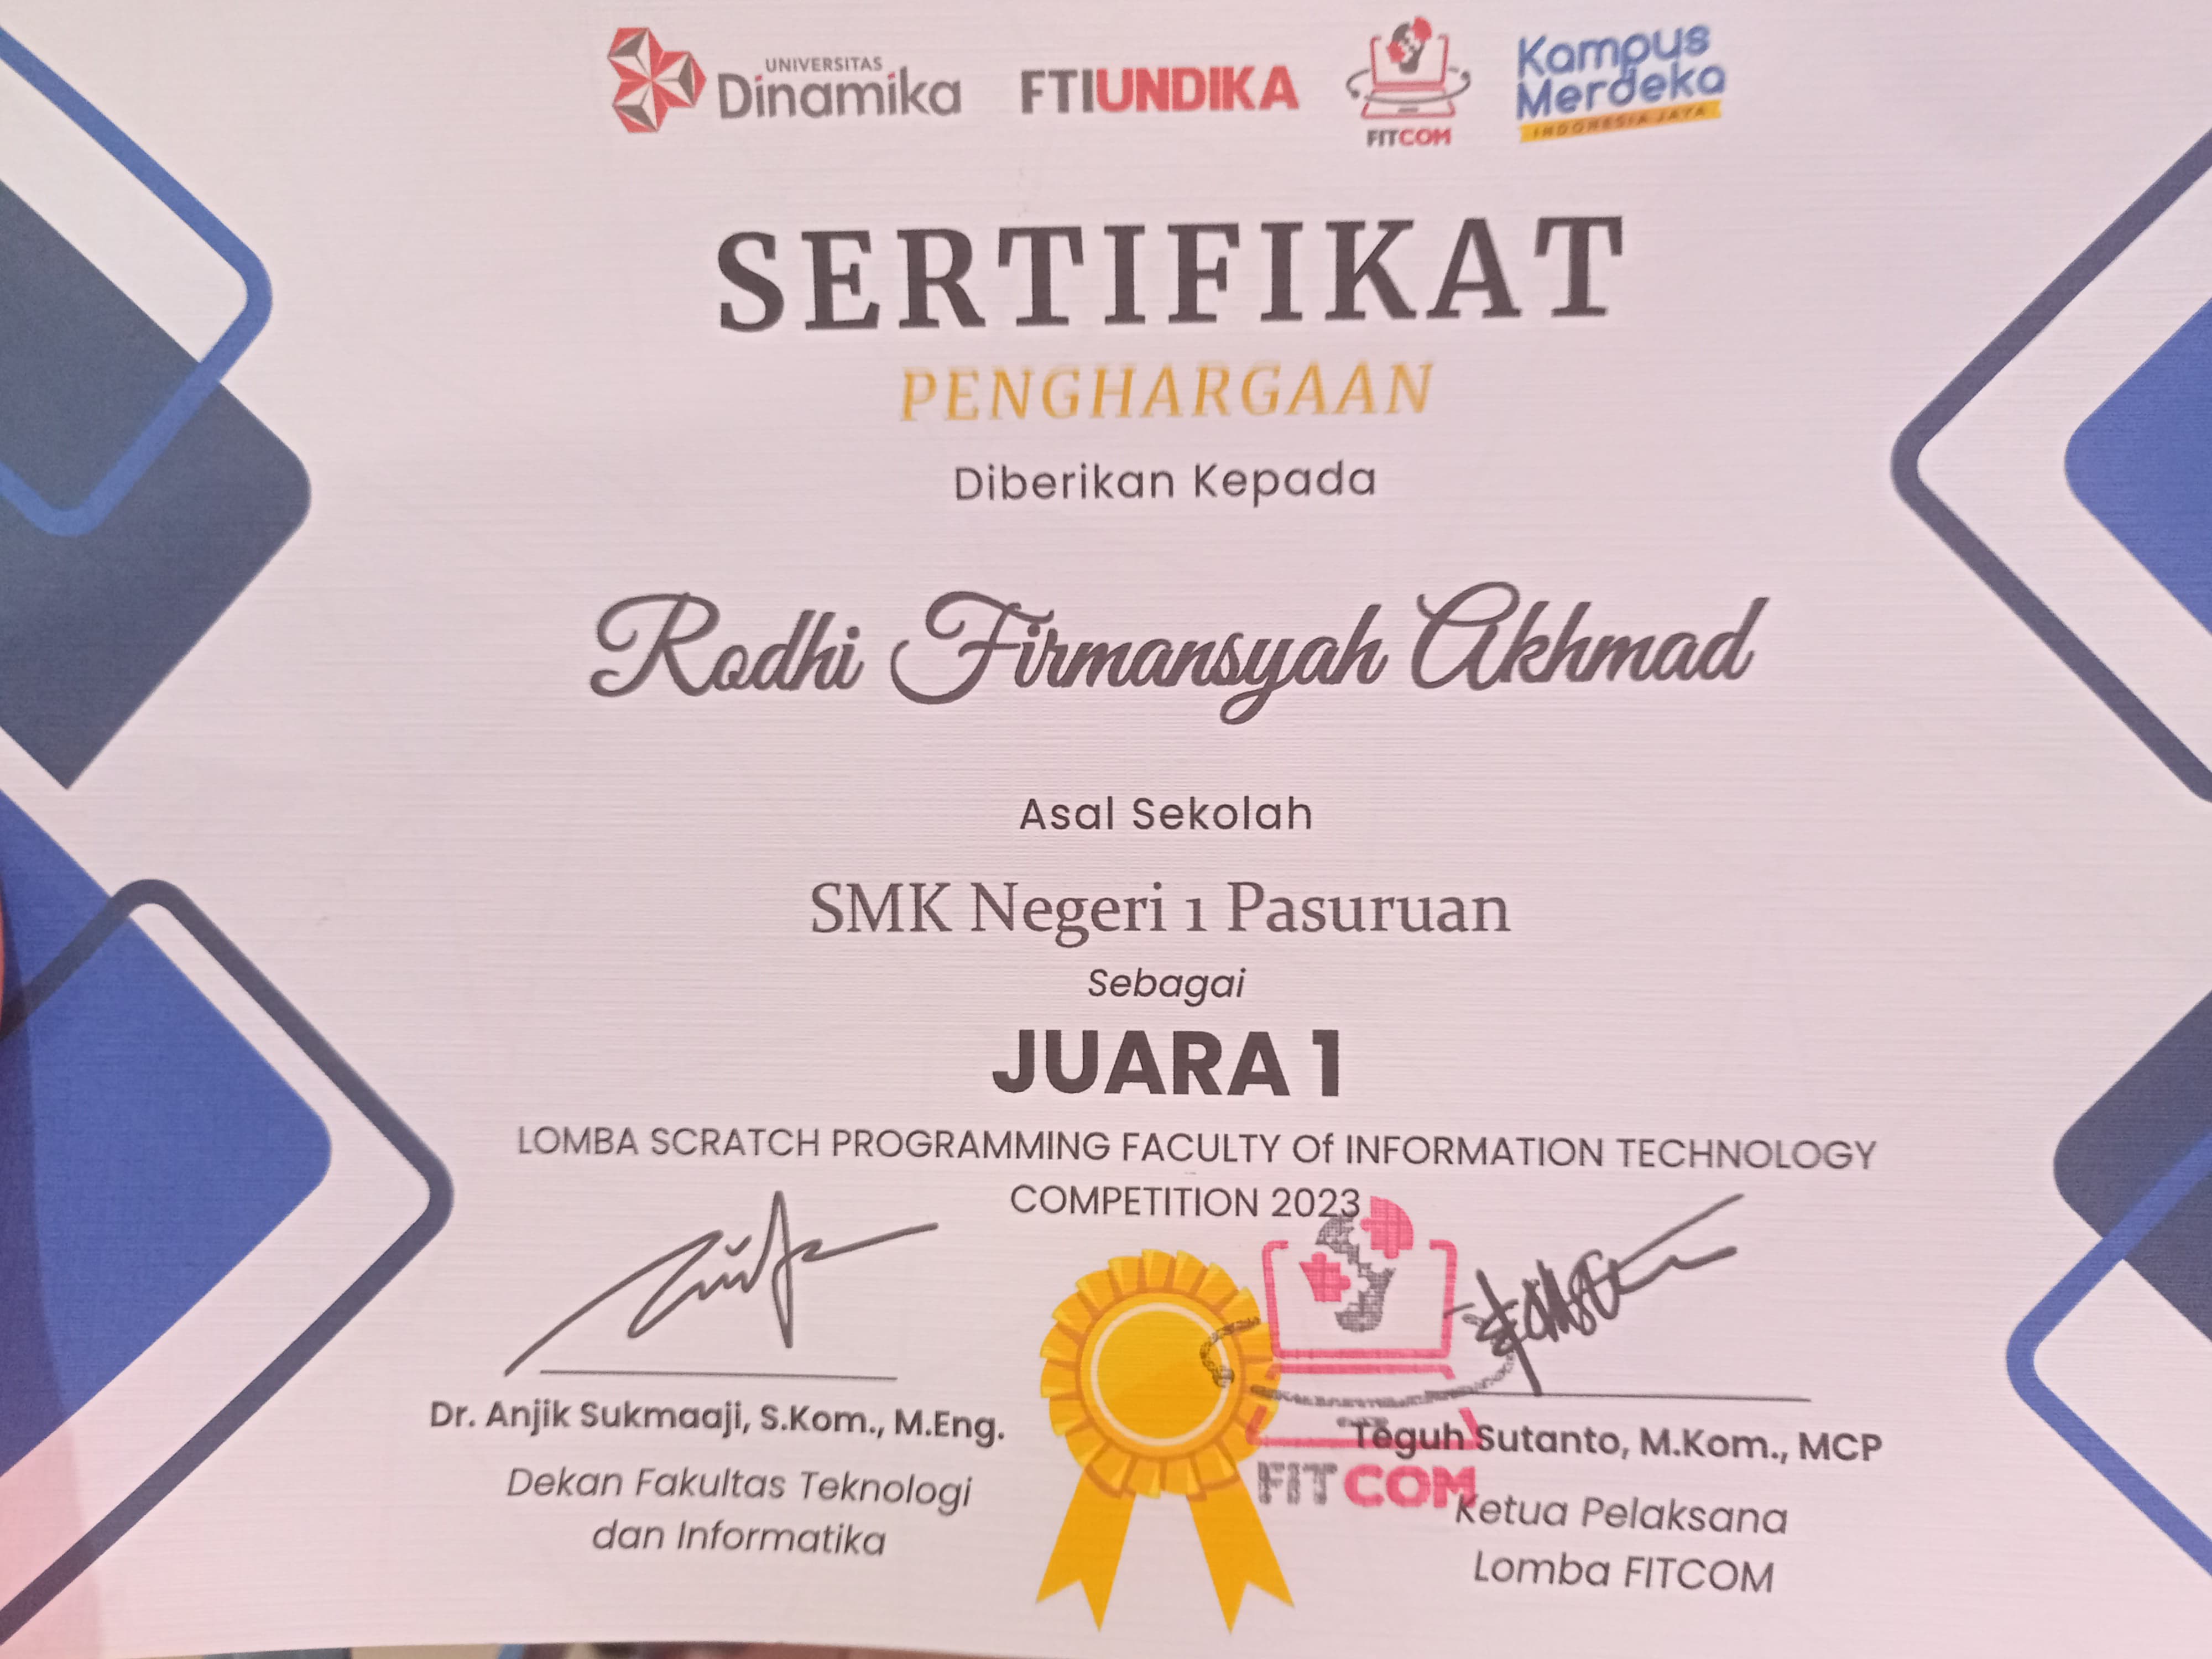 UNIVERSITAS
Dinamika
FTIUNDIKA
FITCOM
Kampus
Merdeka
INDONESIA JAYA
SERTIFIKAT
PENGHARGAAN
Diberikan Kepada
Rodhi Firmansyah Akhmad
Asal Sekolah
SMK Negeri 1 Pasuruan
Sebagai
JUARA 1
LOMBA SCRATCH PROGRAMMING FACULTY Of INFORMATION TECHNOLOGY
COMPETITION 2023
Dr. Anjik Sukmaaji, S.Kom., M.Eng.
Dekan Fakultas Teknologi
dan Informatika
FITCOM
Teguh Sutanto, M.Kom., MCP
Ketua Pelaksana
Lomba FITCOM